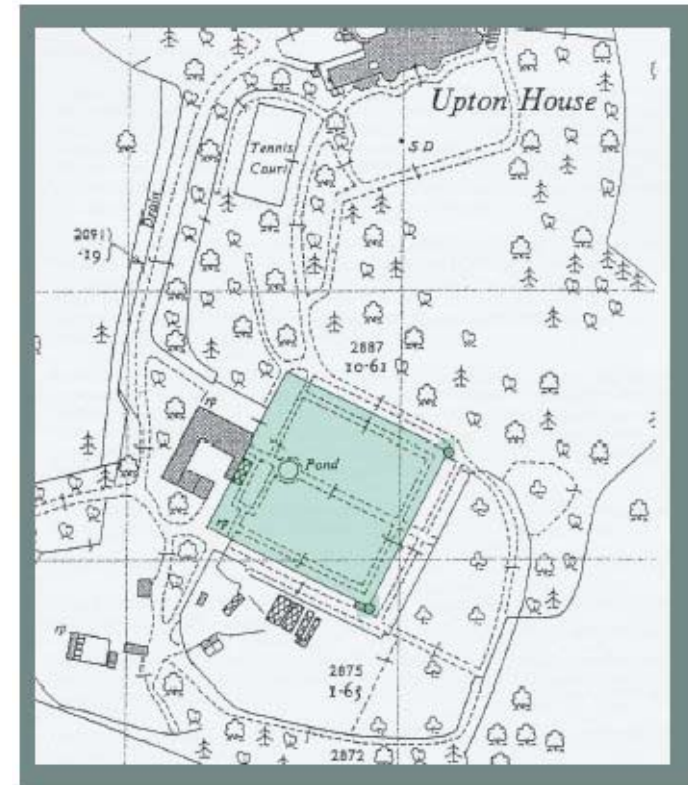 Upton House
Tennis
Court
S D
Drain
2091
·19
2887
10·61
Pond
2875
1·65
2872